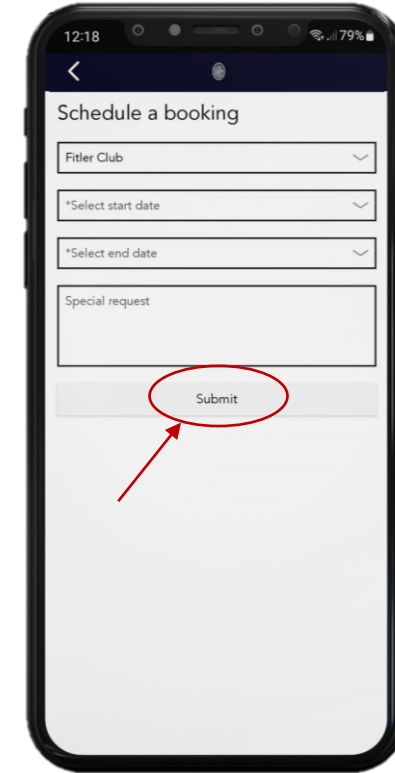 12:18
79%
Schedule a booking
Fitler Club
*Select start date
*Select end date
Special request
Submit